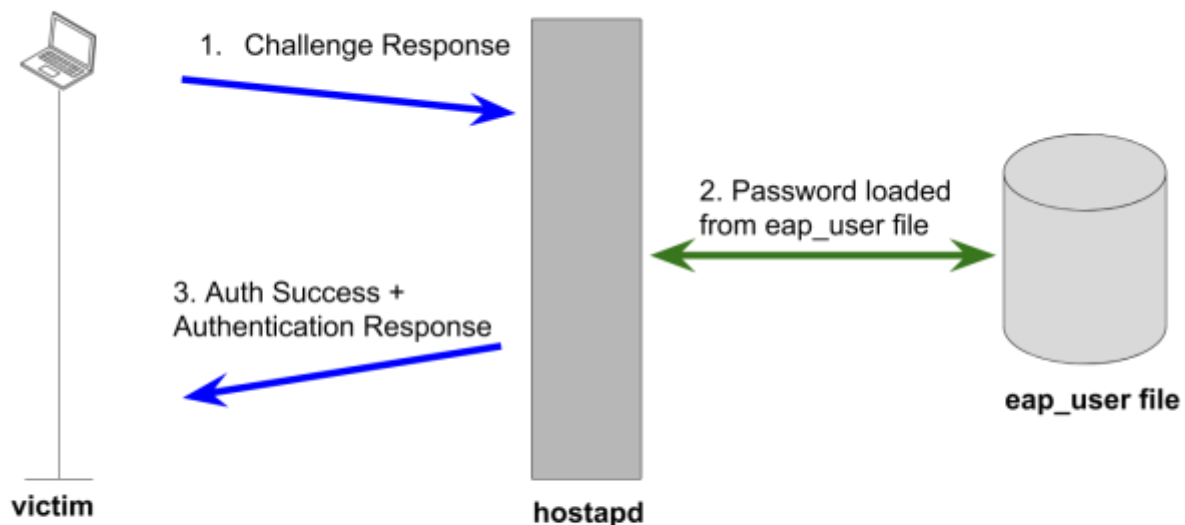 1. Challenge Response
2. Password loaded
from eap_user file
3. Auth Success +
Authentication Response
eap_user file
victim
hostapd